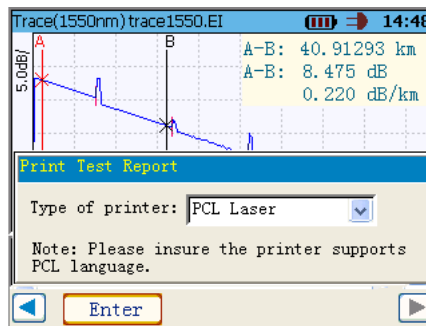 Trace(1550nm) trace1550.EI 14:48
A B
5.0dB/
A-B: 40.91293 km
A-B: 8.475 dB
0.220 dB/km
Print Test Report
Type of printer: PCL Laser
Note: Please insure the printer supports
PCL language.
Enter